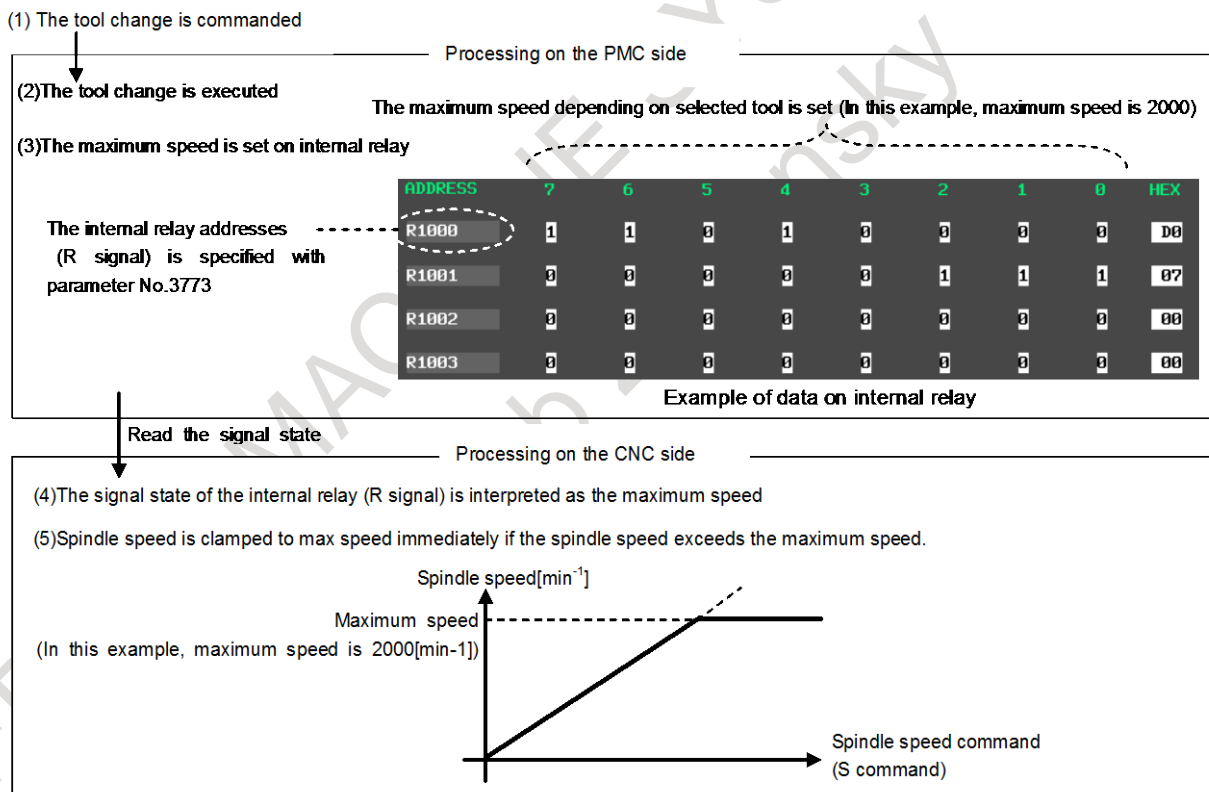 (1) The tool change is commanded
Processing on the PMC side
(2)The tool change is executed
The maximum speed depending on selected tool is set (In this example, maximum speed is 2000)
(3)The maximum speed is set on internal relay
ADDRESS 7 6 5 4 3 2 1 0 HEX
The internal relay addresses
(R signal) is specified with
parameter No.3773
R1000 1 1 0 1 0 0 0 0 D0
R1001 0 0 0 0 0 1 1 1 07
R1002 0 0 0 0 0 0 0 0 00
R1003 0 0 0 0 0 0 0 0 00
Example of data on internal relay
Read the signal state
Processing on the CNC side
(4)The signal state of the internal relay (R signal) is interpreted as the maximum speed
(5)Spindle speed is clamped to max speed immediately if the spindle speed exceeds the maximum speed.
Spindle speed[min⁻¹]
Maximum speed
(In this example, maximum speed is 2000[min-1])
Spindle speed command
(S command)